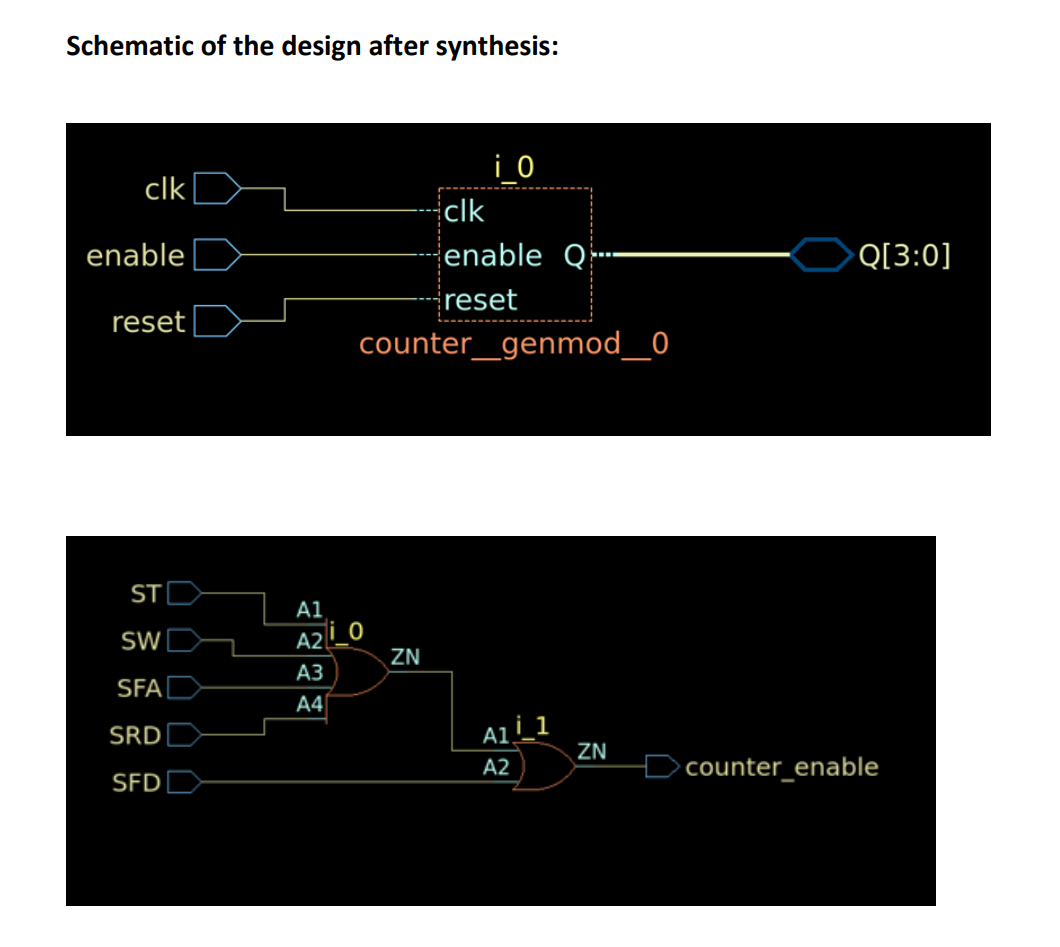 Schematic of the design after synthesis:
i_0
clk
clk
enable
enable Q
Q[3:0]
reset
reset
counter__genmod__0
ST
A1
i_0
SW
A2
ZN
A3
SFA
A4
SRD
A1
i_1
ZN
A2
counter_enable
SFD